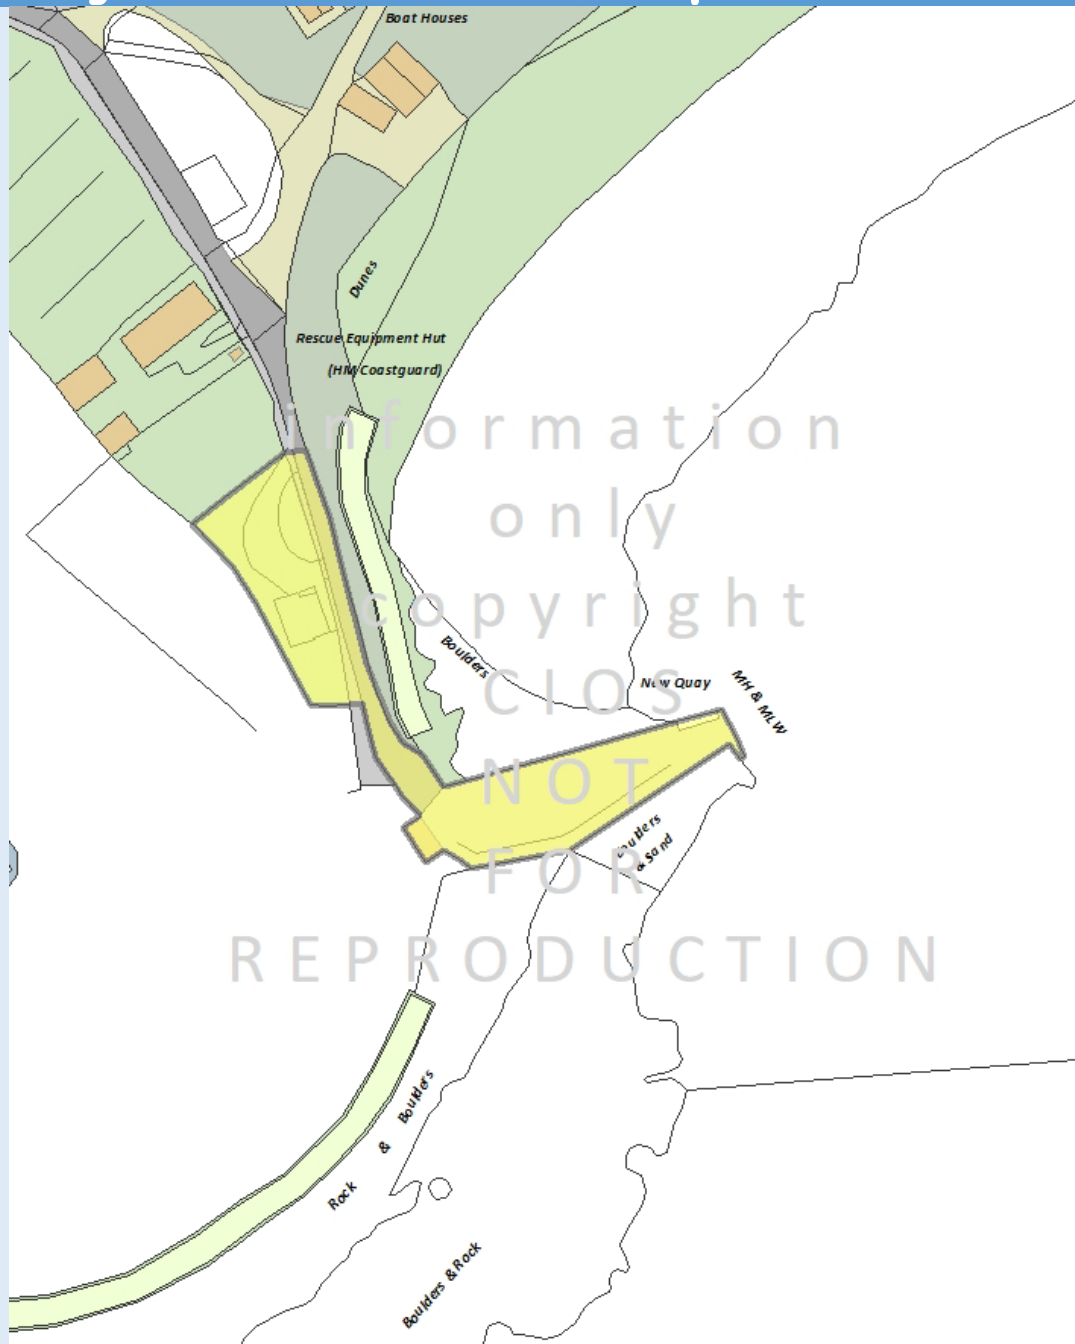 Boat Houses
Dunes
Rescue Equipment Hut
(HM Coastguard)
information
only
copyright
Boulders
CIOS
New Quay
MH & MLW
NOT
Boulders
& Sand
FOR
REPRODUCTION
Rock & Boulders
Boulders & Rock